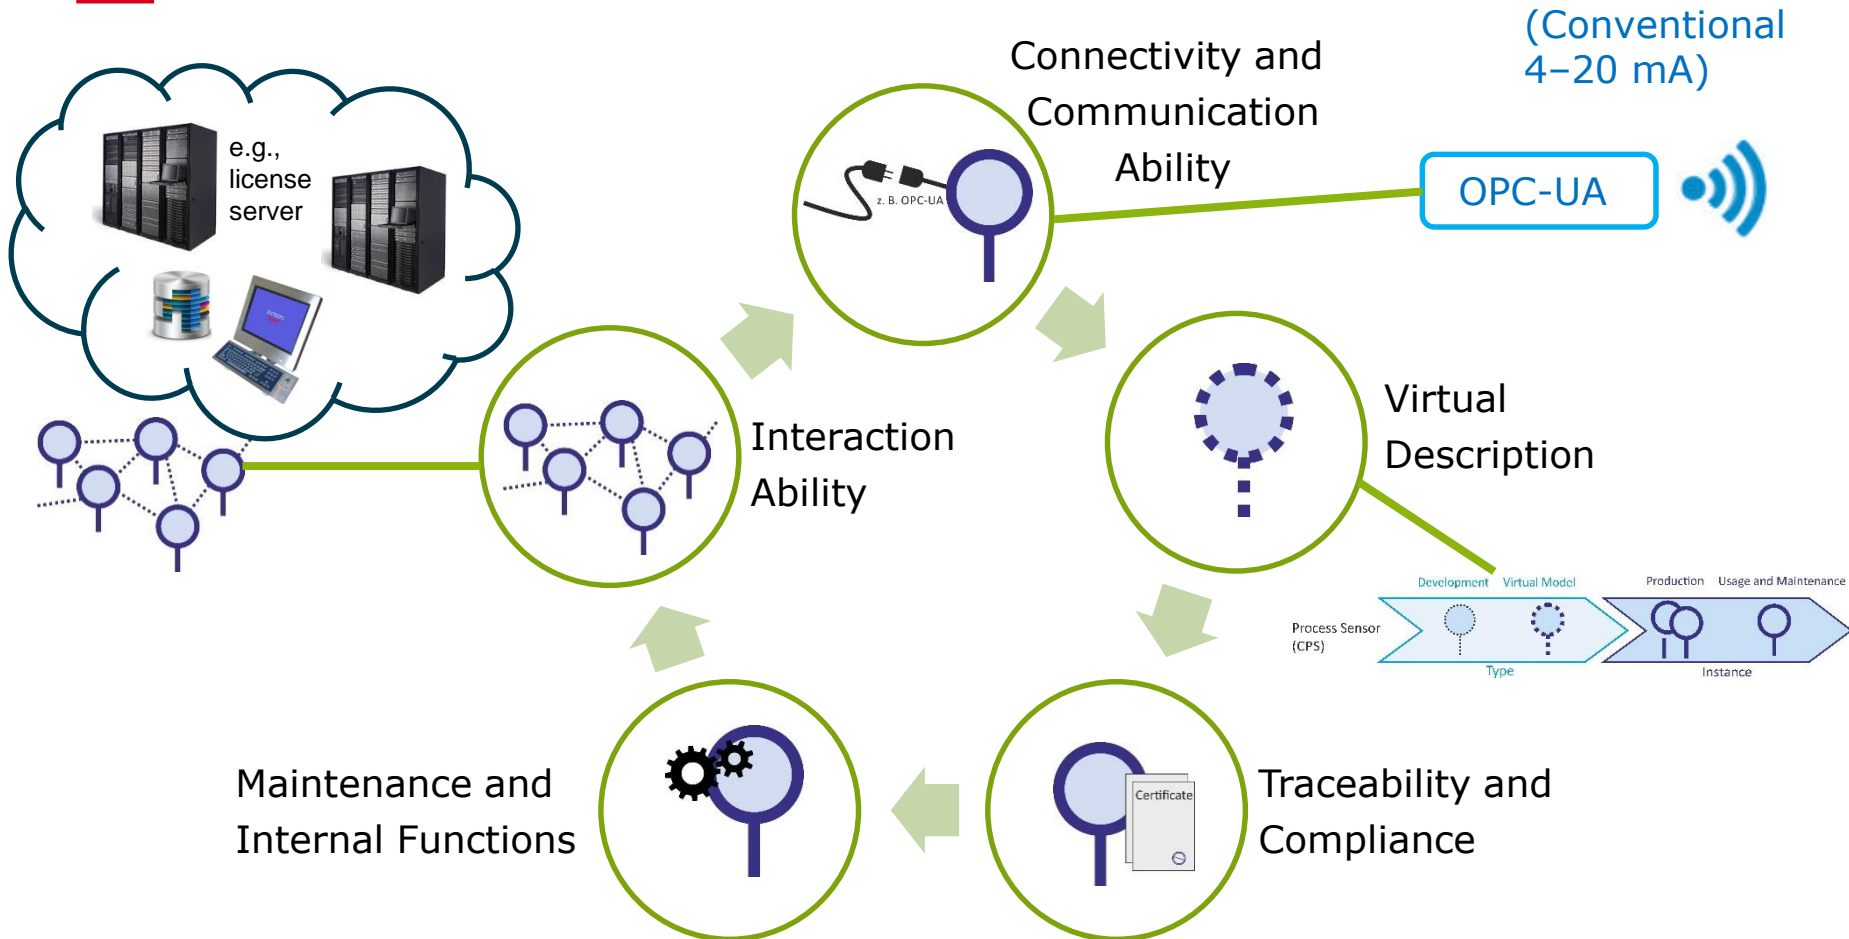 (Conventional
4–20 mA)
Connectivity and
Communication
Ability
e.g.,
license
server
z. B. OPC-UA
OPC-UA
Virtual
Description
Interaction
Ability
Development Virtual Model Production Usage and Maintenance
Process Sensor
(CPS)
Type Instance
Maintenance and
Internal Functions
Certificate
Traceability and
Compliance